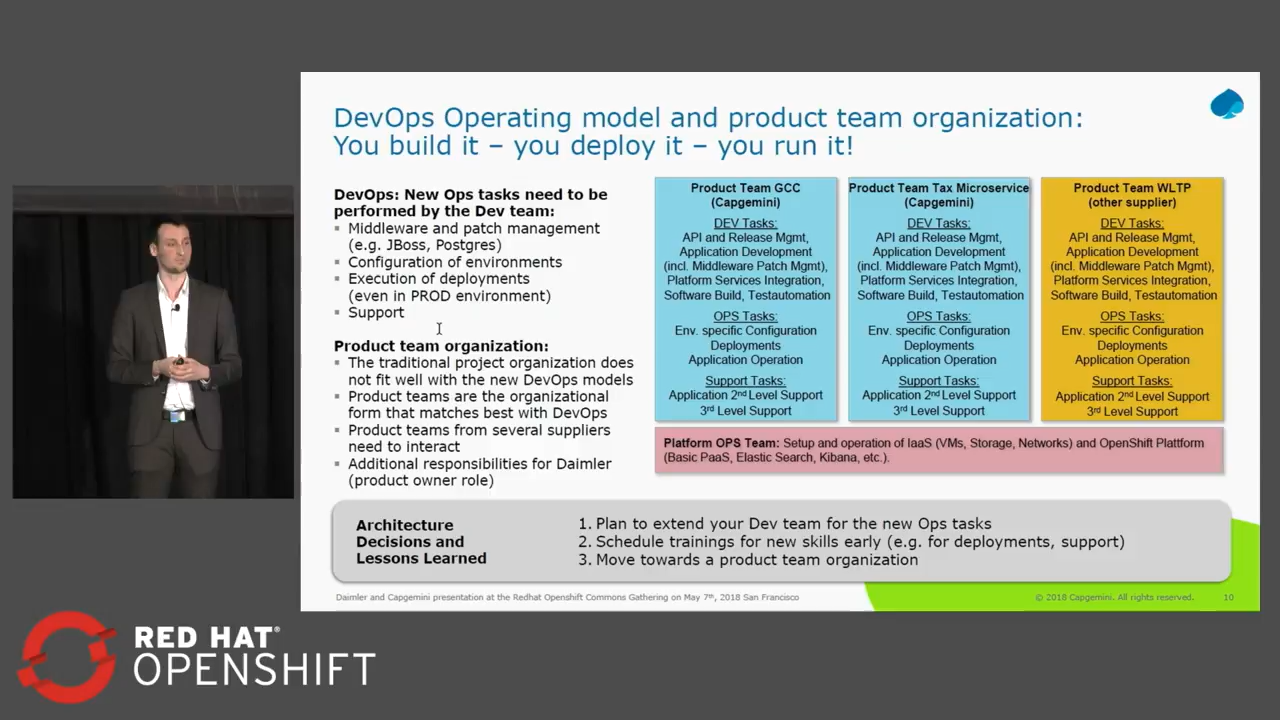 DevOps Operating model and product team organization:
You build it – you deploy it – you run it!
DevOps: New Ops tasks need to be
performed by the Dev team:
▪ Middleware and patch management
(e.g. JBoss, Postgres)
▪ Configuration of environments
▪ Execution of deployments
(even in PROD environment)
▪ Support
Product team organization:
▪ The traditional project organization does
not fit well with the new DevOps models
▪ Product teams are the organizational
form that matches best with DevOps
▪ Product teams from several suppliers
need to interact
▪ Additional responsibilities for Daimler
(product owner role)
Product Team GCC
(Capgemini)
DEV Tasks:
API and Release Mgmt,
Application Development
(incl. Middleware Patch Mgmt),
Platform Services Integration,
Software Build, Testautomation
OPS Tasks:
Env. specific Configuration
Deployments
Application Operation
Support Tasks:
Application 2nd Level Support
3rd Level Support
Product Team Tax Microservice
(Capgemini)
DEV Tasks:
API and Release Mgmt,
Application Development
(incl. Middleware Patch Mgmt),
Platform Services Integration,
Software Build, Testautomation
OPS Tasks:
Env. specific Configuration
Deployments
Application Operation
Support Tasks:
Application 2nd Level Support
3rd Level Support
Product Team WLTP
(other supplier)
DEV Tasks:
API and Release Mgmt,
Application Development
(incl. Middleware Patch Mgmt),
Platform Services Integration,
Software Build, Testautomation
OPS Tasks:
Env. specific Configuration
Deployments
Application Operation
Support Tasks:
Application 2nd Level Support
3rd Level Support
Platform OPS Team: Setup and operation of IaaS (VMs, Storage, Networks) and OpenShift Plattform
(Basic PaaS, Elastic Search, Kibana, etc.).
Architecture
Decisions and
Lessons Learned
1. Plan to extend your Dev team for the new Ops tasks
2. Schedule trainings for new skills early (e.g. for deployments, support)
3. Move towards a product team organization
Daimler and Capgemini presentation at the Redhat Openshift Commons Gathering on May 7th, 2018 San Francisco
© 2018 Capgemini. All rights reserved.
10
RED HAT®
OPENSHIFT